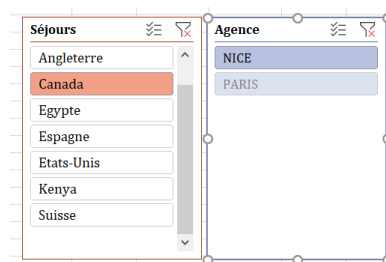 Séjours
Angleterre
Canada
Egypte
Espagne
Etats-Unis
Kenya
Suisse
Agence
NICE
PARIS